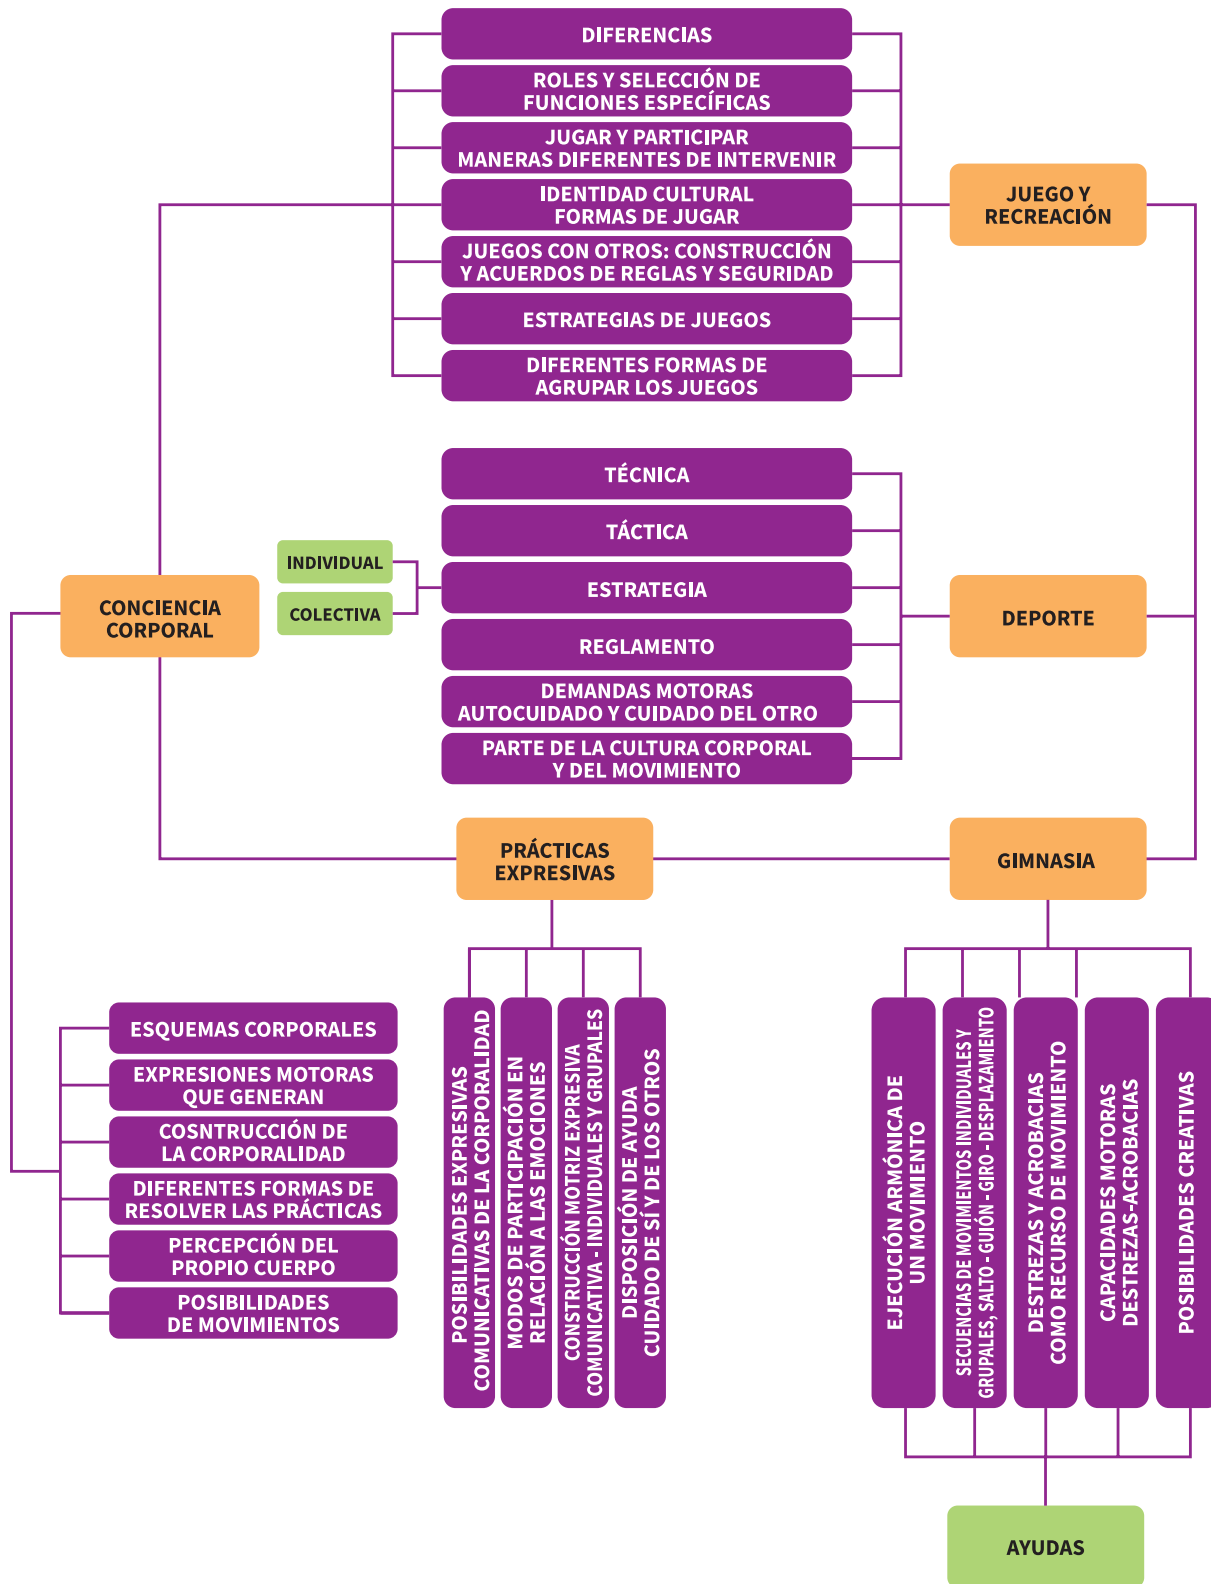 DIFERENCIAS
ROLES Y SELECCIÓN DE
FUNCIONES ESPECÍFICAS
JUGAR Y PARTICIPAR
MANERAS DIFERENTES DE INTERVENIR
IDENTIDAD CULTURAL
FORMAS DE JUGAR
JUEGOS CON OTROS: CONSTRUCCIÓN
Y ACUERDOS DE REGLAS Y SEGURIDAD
ESTRATEGIAS DE JUEGOS
DIFERENTES FORMAS DE
AGRUPAR LOS JUEGOS
JUEGO Y
RECREACIÓN
TÉCNICA
TÁCTICA
ESTRATEGIA
REGLAMENTO
DEMANDAS MOTORAS
AUTOCUIDADO Y CUIDADO DEL OTRO
PARTE DE LA CULTURA CORPORAL
Y DEL MOVIMIENTO
INDIVIDUAL
COLECTIVA
CONCIENCIA
CORPORAL
DEPORTE
PRÁCTICAS
EXPRESIVAS
GIMNASIA
ESQUEMAS CORPORALES
EXPRESIONES MOTORAS
QUE GENERAN
COSNTRUCCIÓN DE
LA CORPORALIDAD
DIFERENTES FORMAS DE
RESOLVER LAS PRÁCTICAS
PERCEPCIÓN DEL
PROPIO CUERPO
POSIBILIDADES
DE MOVIMIENTOS
POSIBILIDADES EXPRESIVAS
COMUNICATIVAS DE LA CORPORALIDAD
MODOS DE PARTICIPACIÓN EN
RELACIÓN A LAS EMOCIONES
CONSTRUCCIÓN MOTRIZ EXPRESIVA
COMUNICATIVA - INDIVIDUALES Y GRUPALES
DISPOSICIÓN DE AYUDA
CUIDADO DE SÍ Y DE LOS OTROS
EJECUCIÓN ARMÓNICA DE
UN MOVIMIENTO
SECUENCIAS DE MOVIMIENTOS INDIVIDUALES Y
GRUPALES, SALTO - GUIÓN - GIRO - DESPLAZAMIENTO
DESTREZAS Y ACROBACIAS
COMO RECURSO DE MOVIMIENTO
CAPACIDADES MOTORAS
DESTREZAS-ACROBACIAS
POSIBILIDADES CREATIVAS
AYUDAS